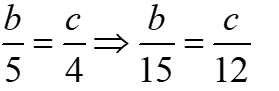 b/5 = c/4 ⇒ b/15 = c/12